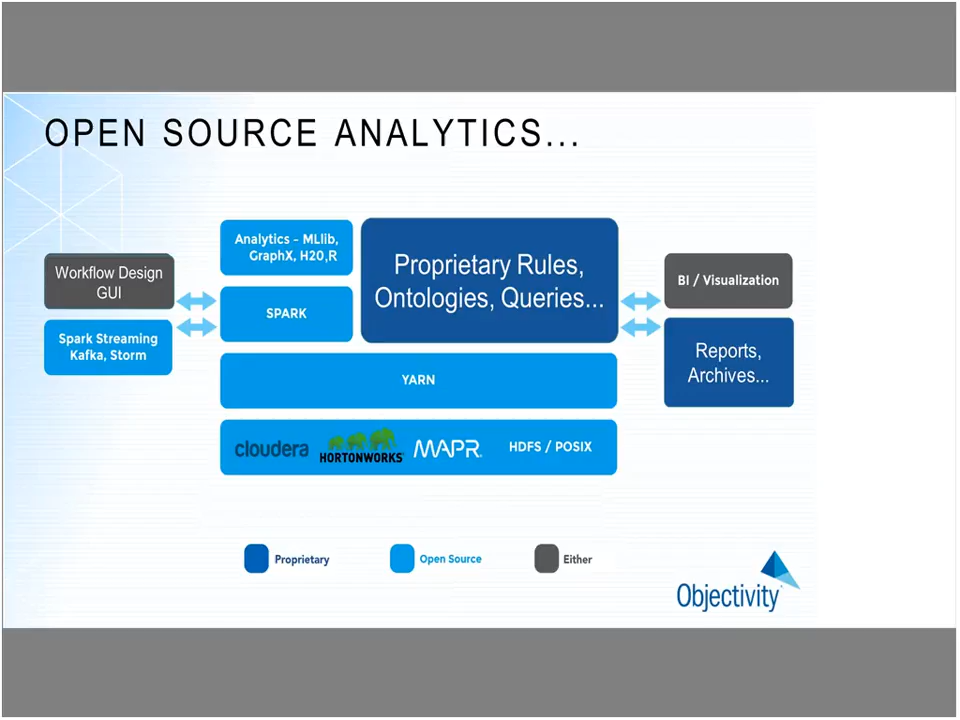 OPEN SOURCE ANALYTICS...
Workflow Design
GUI
Spark Streaming
Kafka, Storm
Analytics - MLlib,
GraphX, H20,R
SPARK
Proprietary Rules,
Ontologies, Queries...
YARN
cloudera HORTONWORKS MAPR HDFS / POSIX
BI / Visualization
Reports,
Archives...
Proprietary Open Source Either
Objectivity